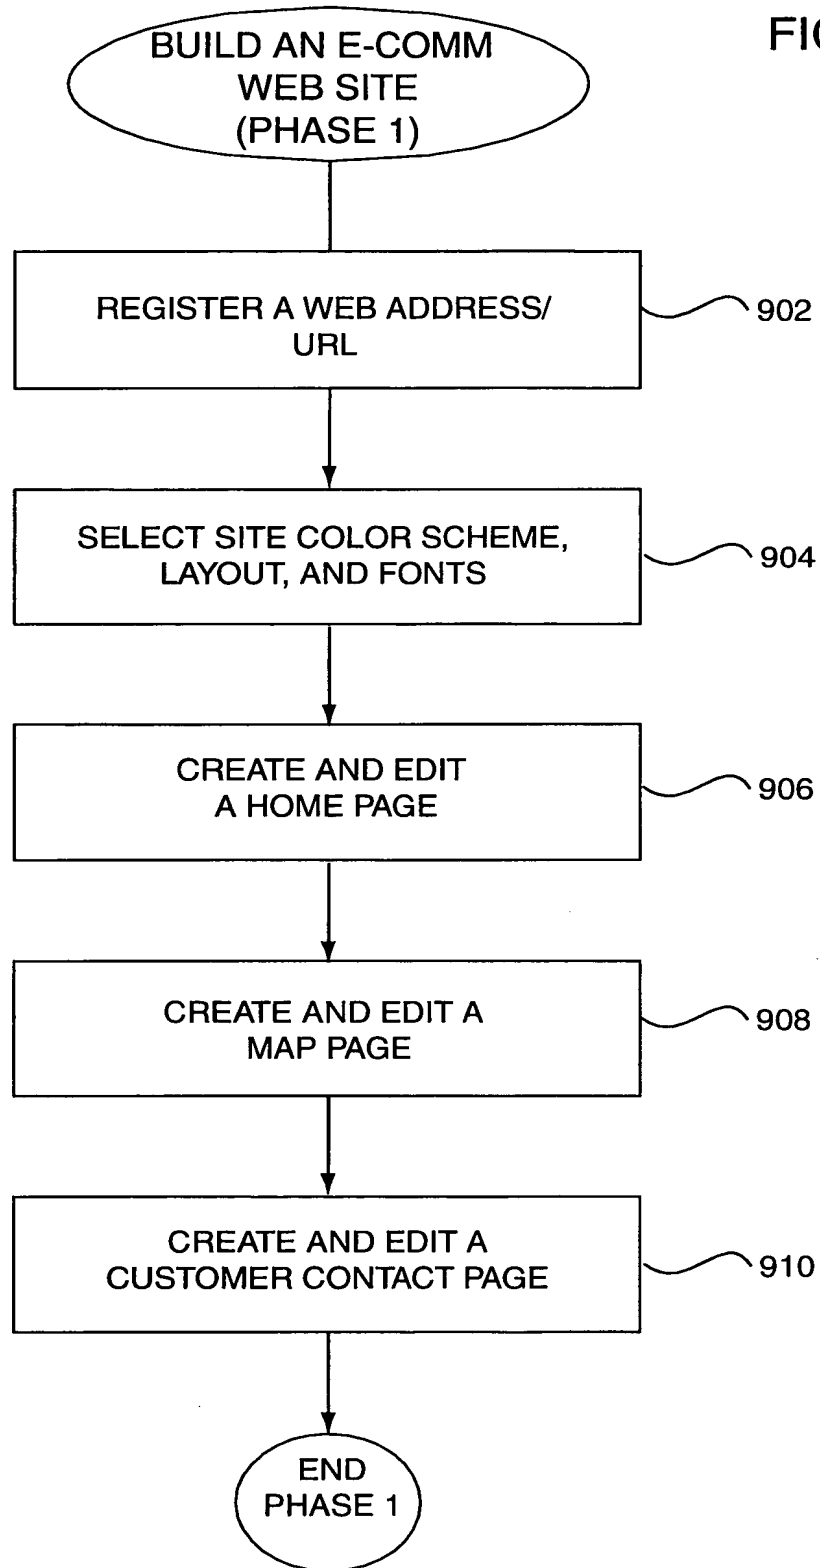 BUILD AN E-COMM
WEB SITE
(PHASE 1)
REGISTER A WEB ADDRESS/
URL
902
SELECT SITE COLOR SCHEME,
LAYOUT, AND FONTS
904
CREATE AND EDIT
A HOME PAGE
906
CREATE AND EDIT A
MAP PAGE
908
CREATE AND EDIT A
CUSTOMER CONTACT PAGE
910
END
PHASE 1